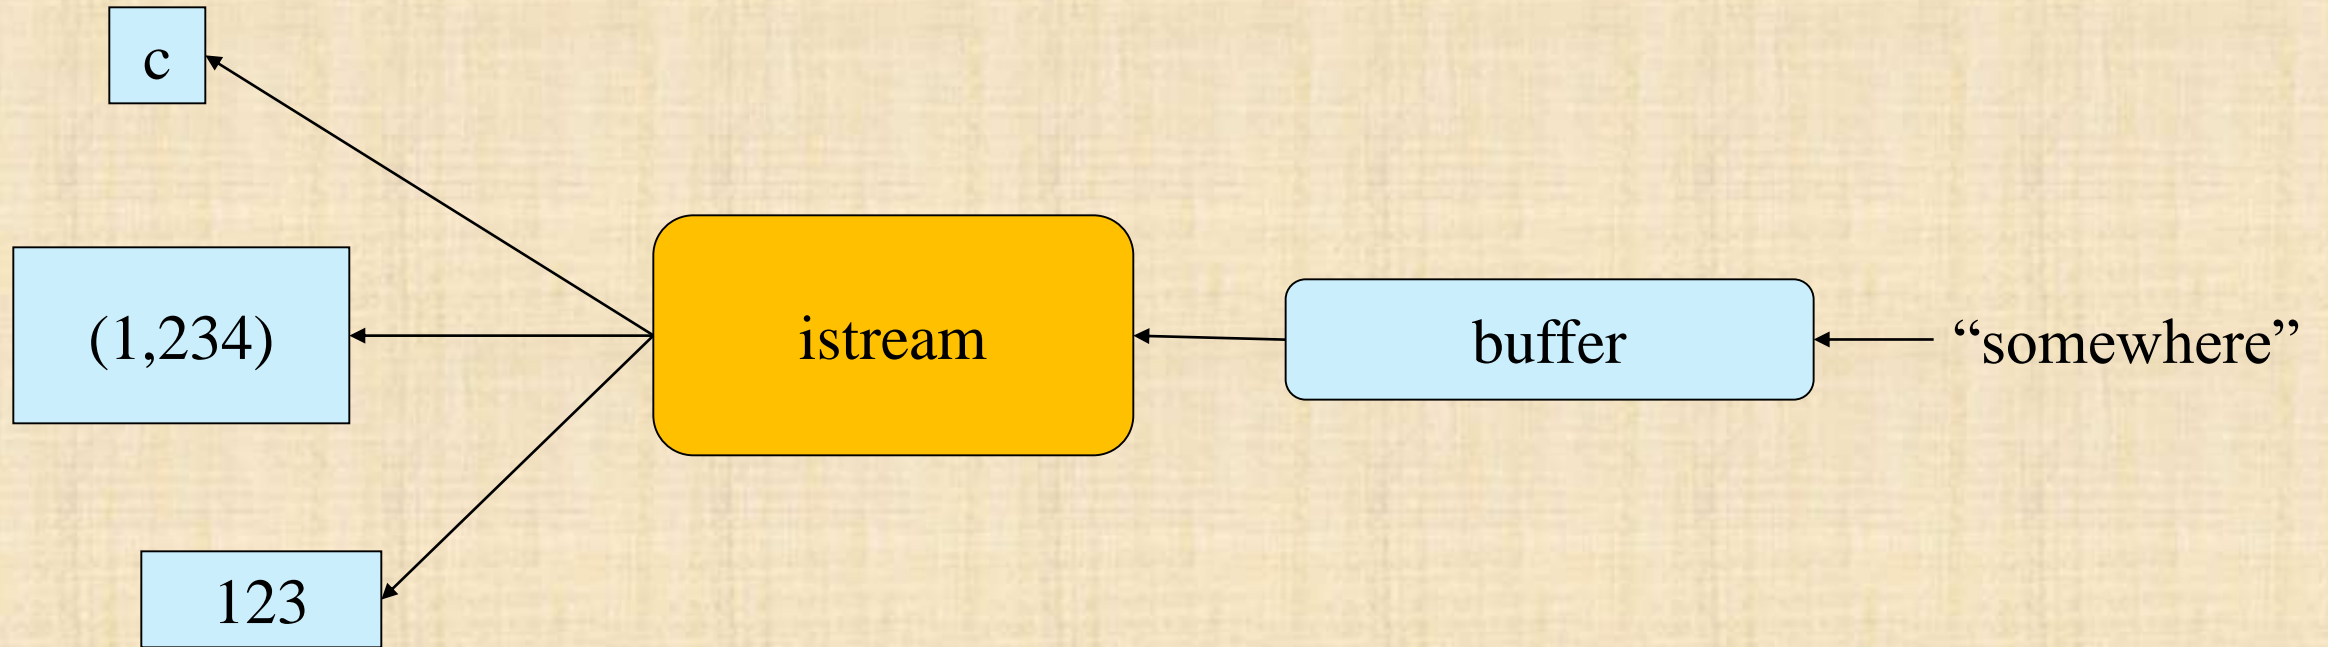 c
(1,234)
istream
buffer
“somewhere”
123